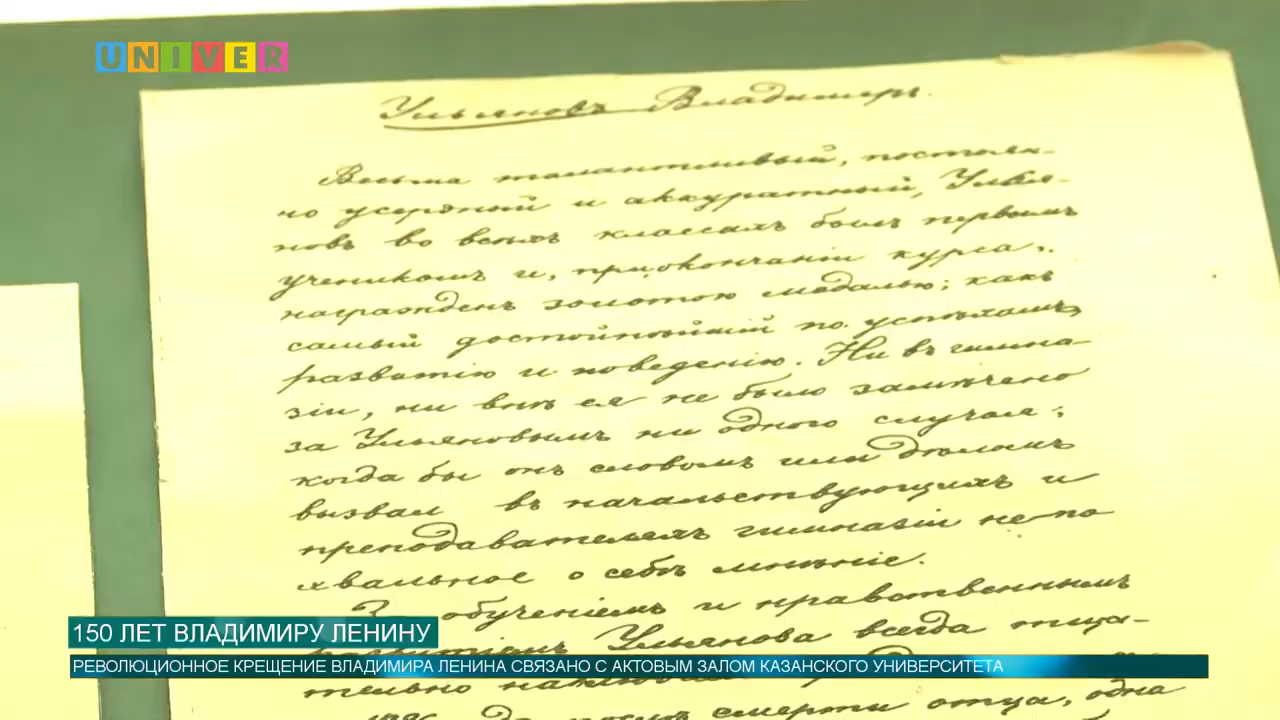 UNIVER
Ульяновъ Владимеръ.
Весьма талантливый, постоян-
но усердный и аккуратный, Улья-
новъ во всѣхъ классахъ былъ первымъ
ученикомъ и, при окончаніи курса,
награжденъ золотою медалью, какъ
самый достойнѣйшій по успѣхамъ,
развитію и поведенію. Ни въ гимна-
зіи, ни внѣ ея не было замѣчено
за Ульяновымъ ни одного случая,
когда бы онъ словомъ или дѣломъ
вызвалъ въ начальствующихъ и
преподавателяхъ гимназіи не по
хвальное о себѣ мнѣніе.
За обученіемъ и нравственнымъ
развитіемъ Ульянова всегда тща-
тельно
смерти отца, одна
150 ЛЕТ ВЛАДИМИРУ ЛЕНИНУ
РЕВОЛЮЦИОННОЕ КРЕЩЕНИЕ ВЛАДИМИРА ЛЕНИНА СВЯЗАНО С АКТОВЫМ ЗАЛОМ КАЗАНСКОГО УНИВЕРСИТЕТА